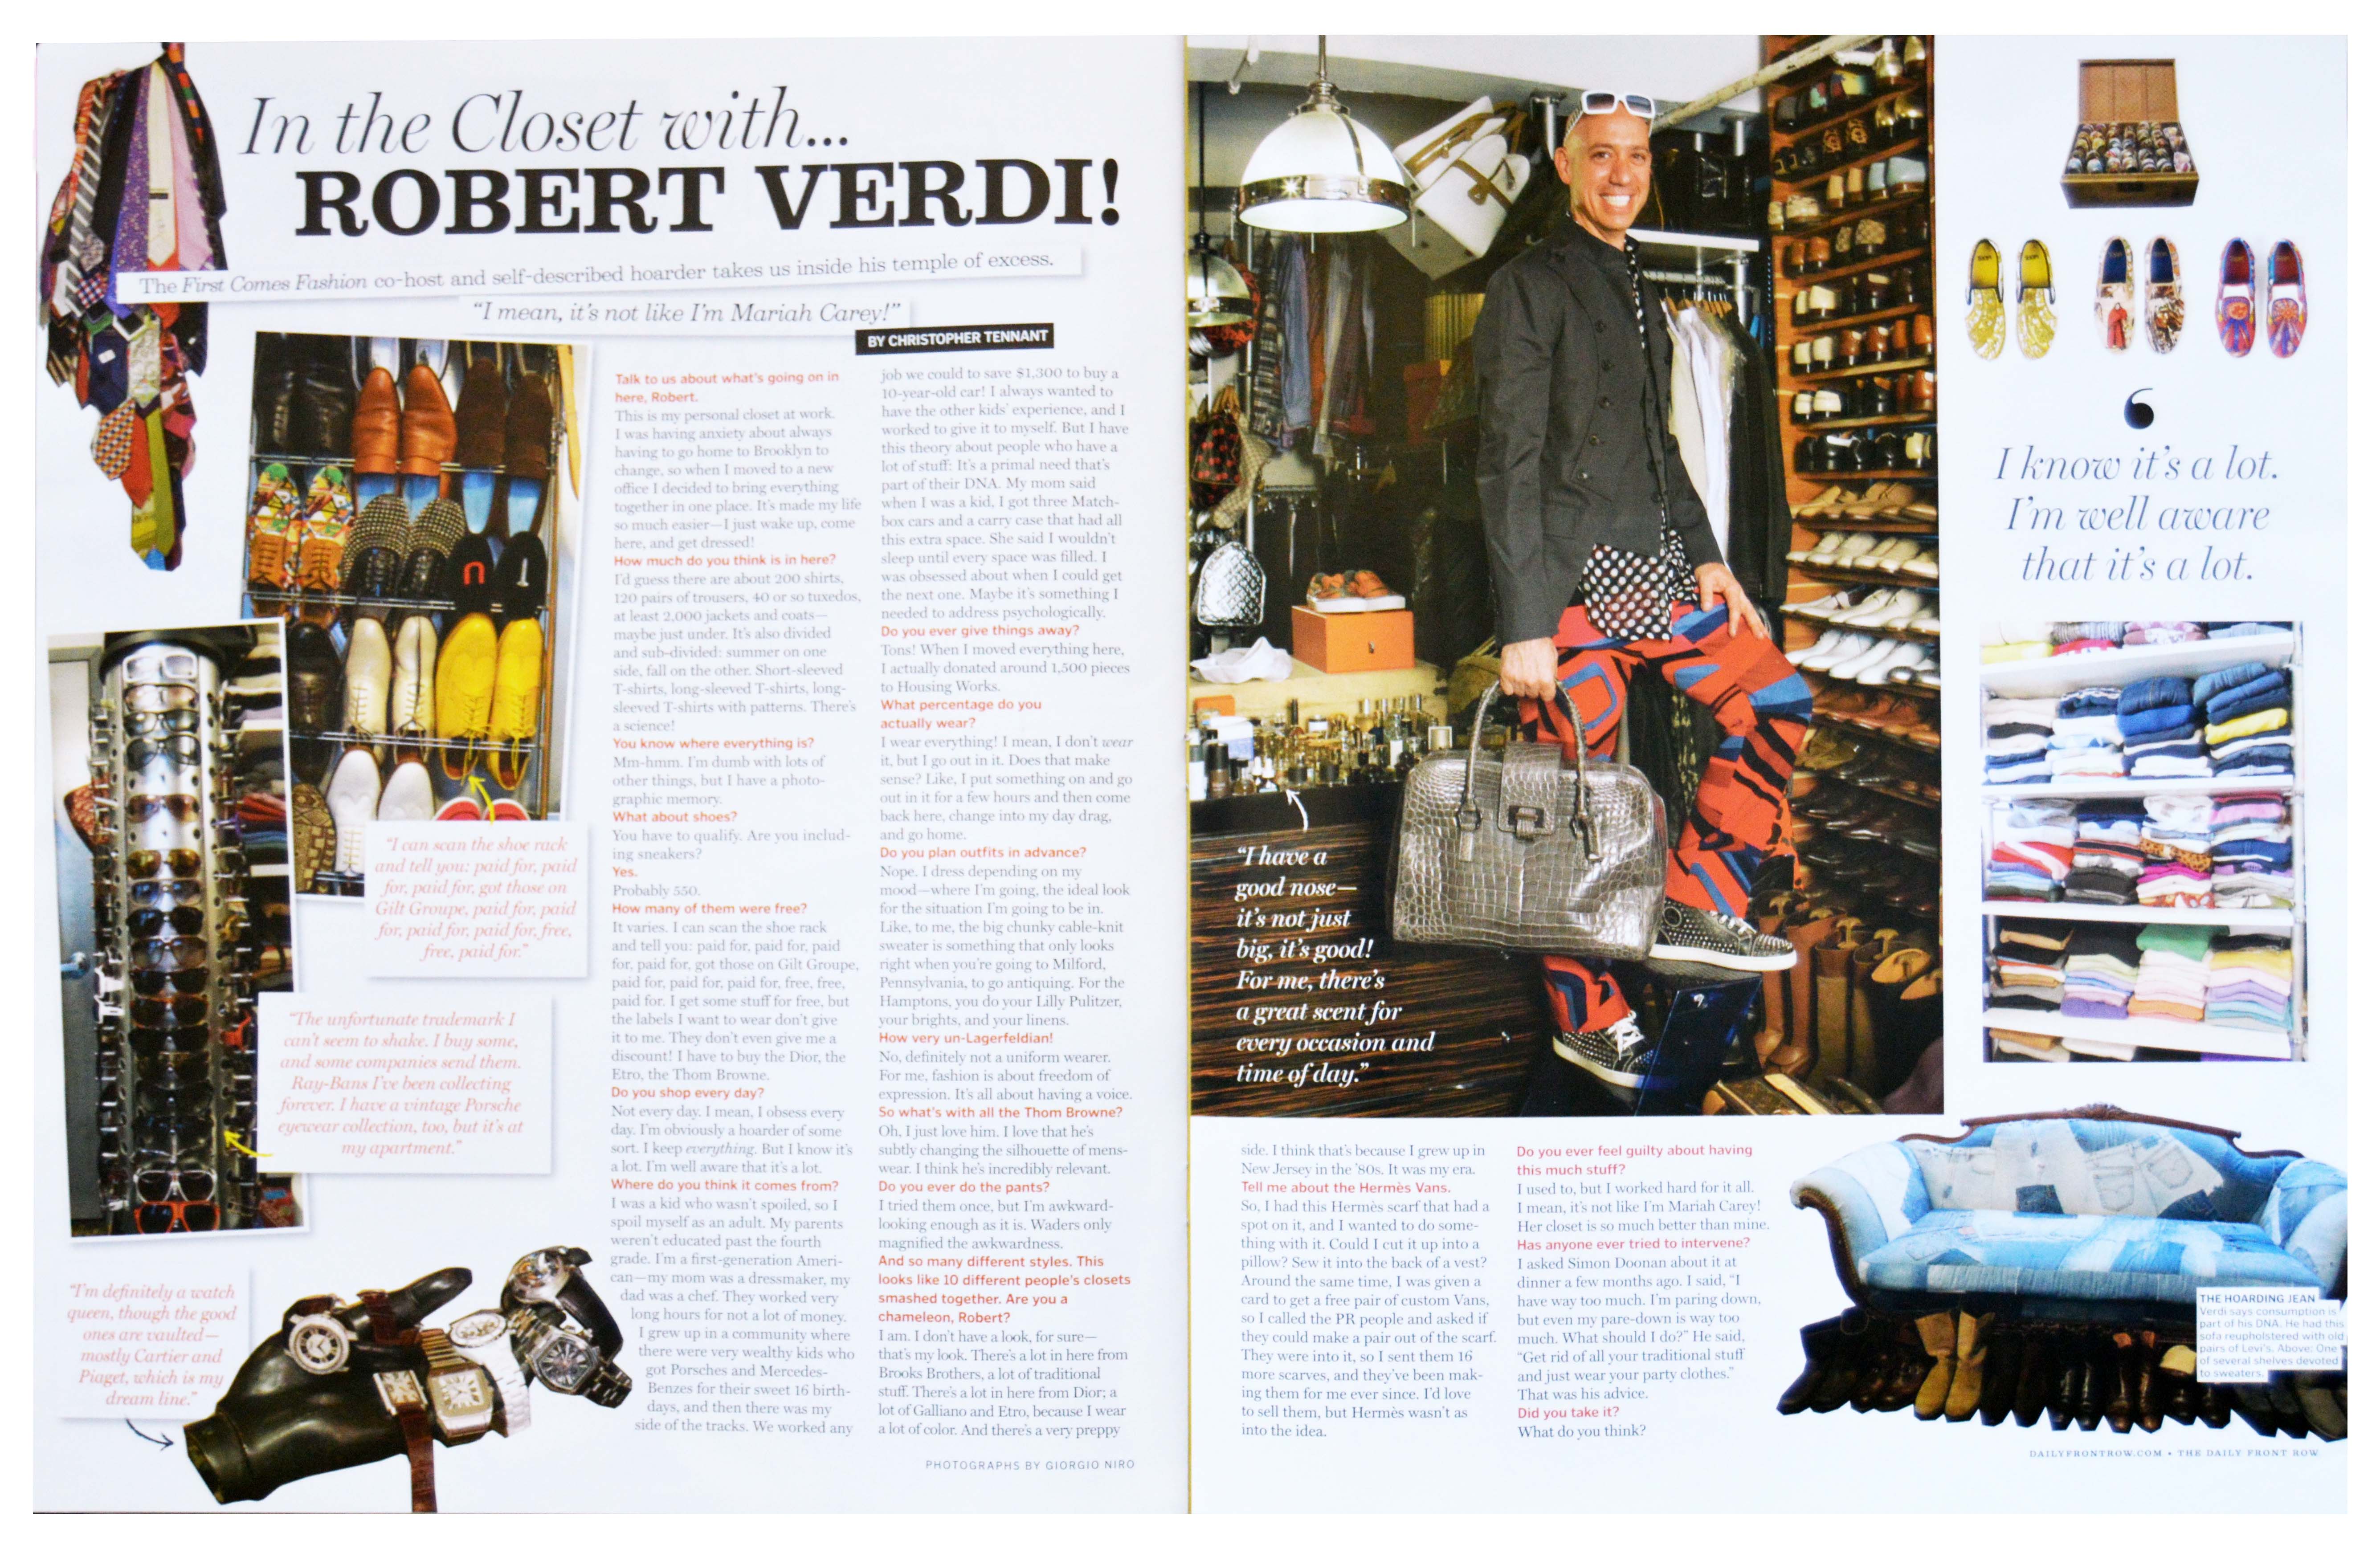 In the Closet with...
ROBERT VERDI!
The First Comes Fashion co-host and self-described hoarder takes us inside his temple of excess.
“I mean, it’s not like I’m Mariah Carey!”
BY CHRISTOPHER TENNANT
Talk to us about what’s going on in
here, Robert.
This is my personal closet at work.
I was having anxiety about always
having to go home to Brooklyn to
change, so when I moved to a new
office I decided to bring everything
together in one place. It’s made my life
so much easier—I just wake up, come
here, and get dressed!
How much do you think is in here?
I’d guess there are about 200 shirts,
120 pairs of trousers, 40 or so tuxedos,
at least 2,000 jackets and coats—
maybe just under. It’s also divided
and sub-divided: summer on one
side, fall on the other. Short-sleeved
T-shirts, long-sleeved T-shirts, long-
sleeved T-shirts with patterns. There’s
a science!
You know where everything is?
Mm-hmm. I’m dumb with lots of
other things, but I have a photo-
graphic memory.
What about shoes?
You have to qualify. Are you includ-
ing sneakers?
Yes.
Probably 550.
How many of them were free?
It varies. I can scan the shoe rack
and tell you: paid for, paid for, paid
for, paid for, got those on Gilt Groupe,
paid for, paid for, paid for, free, free,
paid for. I get some stuff for free, but
the labels I want to wear don’t give
it to me. They don’t even give me a
discount! I have to buy the Dior, the
Etro, the Thom Browne.
Do you shop every day?
Not every day. I mean, I obsess every
day. I’m obviously a hoarder of some
sort. I keep everything. But I know it’s
a lot. I’m well aware that it’s a lot.
Where do you think it comes from?
I was a kid who wasn’t spoiled, so I
spoil myself as an adult. My parents
weren’t educated past the fourth
grade. I’m a first-generation Ameri-
can—my mom was a dressmaker, my
dad was a chef. They worked very
long hours for not a lot of money.
I grew up in a community where
there were very wealthy kids who
got Porsches and Mercedes-
Benzes for their sweet 16 birth-
days, and then there was my
side of the tracks. We worked any
job we could to save $1,300 to buy a
10-year-old car! I always wanted to
have the other kids’ experience, and I
worked to give it to myself. But I have
this theory about people who have a
lot of stuff: It’s a primal need that’s
part of their DNA. My mom said
when I was a kid, I got three Match-
box cars and a carry case that had all
this extra space. She said I wouldn’t
sleep until every space was filled. I
was obsessed about when I could get
the next one. Maybe it’s something I
needed to address psychologically.
Do you ever give things away?
Tons! When I moved everything here,
I actually donated around 1,500 pieces
to Housing Works.
What percentage do you
actually wear?
I wear everything! I mean, I don’t wear
it, but I go out in it. Does that make
sense? Like, I put something on and go
out in it for a few hours and then come
back here, change into my day drag,
and go home.
Do you plan outfits in advance?
Nope. I dress depending on my
mood—where I’m going, the ideal look
for the situation I’m going to be in.
Like, to me, the big chunky cable-knit
sweater is something that only looks
right when you’re going to Milford,
Pennsylvania, to go antiquing. For the
Hamptons, you do your Lilly Pulitzer,
your brights, and your linens.
How very un-Lagerfeldian!
No, definitely not a uniform wearer.
For me, fashion is about freedom of
expression. It’s all about having a voice.
So what’s with all the Thom Browne?
Oh, I just love him. I love that he’s
subtly changing the silhouette of mens-
wear. I think he’s incredibly relevant.
Do you ever do the pants?
I tried them once, but I’m awkward-
looking enough as it is. Waders only
magnified the awkwardness.
And so many different styles. This
looks like 10 different people’s closets
smashed together. Are you a
chameleon, Robert?
I am. I don’t have a look, for sure—
that’s my look. There’s a lot in here from
Brooks Brothers, a lot of traditional
stuff. There’s a lot in here from Dior; a
lot of Galliano and Etro, because I wear
a lot of color. And there’s a very preppy
“I can scan the shoe rack
and tell you: paid for, paid
for, paid for, got those on
Gilt Groupe, paid for, paid
for, paid for, paid for, free,
free, paid for.”
“The unfortunate trademark I
can’t seem to shake. I buy some,
and some companies send them.
Ray-Bans I’ve been collecting
forever. I have a vintage Porsche
eyewear collection, too, but it’s at
my apartment.”
“I’m definitely a watch
queen, though the good
ones are vaulted—
mostly Cartier and
Piaget, which is my
dream line.”
PHOTOGRAPHS BY GIORGIO NIRO
“I have a
good nose—
it’s not just
big, it’s good!
For me, there’s
a great scent for
every occasion and
time of day.”
I know it’s a lot.
I’m well aware
that it’s a lot.
side. I think that’s because I grew up in
New Jersey in the ’80s. It was my era.
Tell me about the Hermès Vans.
So, I had this Hermès scarf that had a
spot on it, and I wanted to do some-
thing with it. Could I cut it up into a
pillow? Sew it into the back of a vest?
Around the same time, I was given a
card to get a free pair of custom Vans,
so I called the PR people and asked if
they could make a pair out of the scarf.
They were into it, so I sent them 16
more scarves, and they’ve been mak-
ing them for me ever since. I’d love
to sell them, but Hermès wasn’t as
into the idea.
Do you ever feel guilty about having
this much stuff?
I used to, but I worked hard for it all.
I mean, it’s not like I’m Mariah Carey!
Her closet is so much better than mine.
Has anyone ever tried to intervene?
I asked Simon Doonan about it at
dinner a few months ago. I said, “I
have way too much. I’m paring down,
but even my pare-down is way too
much. What should I do?” He said,
“Get rid of all your traditional stuff
and just wear your party clothes.”
That was his advice.
Did you take it?
What do you think?
THE HOARDING JEAN
Verdi says consumption is
part of his DNA. He had this
sofa reupholstered with old
pairs of Levi’s. Above: One
of several shelves devoted
to sweaters.
DAILYFRONTROW.COM • THE DAILY FRONT ROW